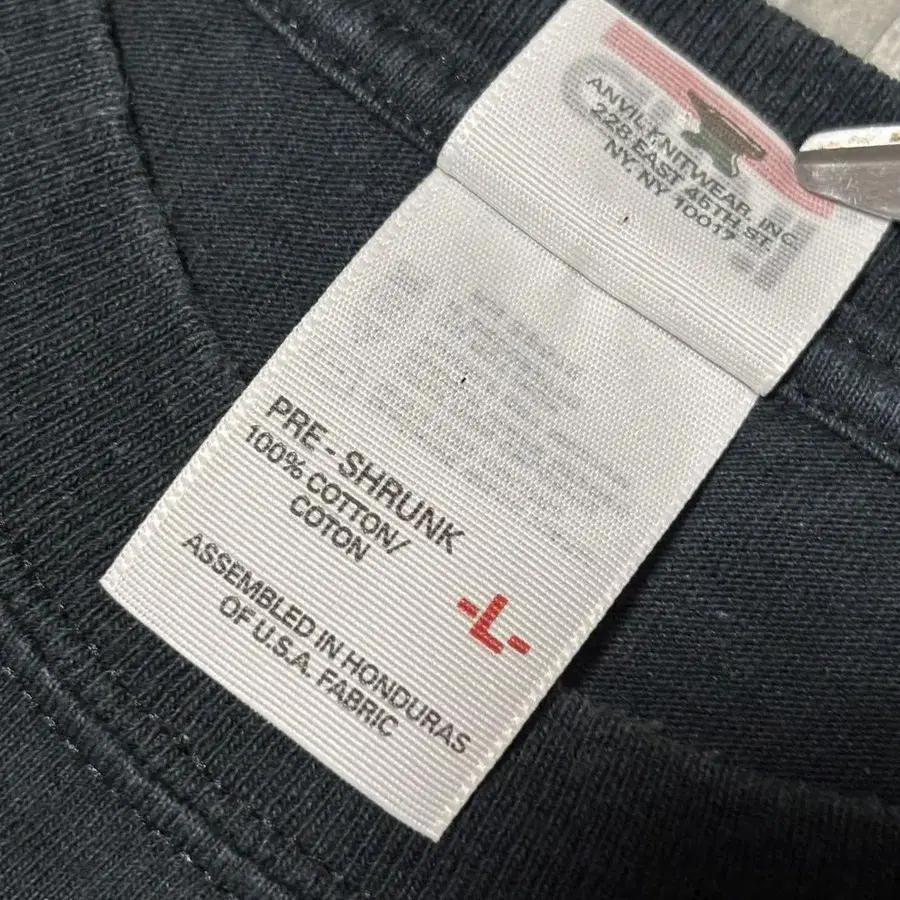 ANVIL KNITWEAR, INC.
228 EAST 45TH ST
NY, NY 10017
PRE - SHRUNK
100% COTTON/
COTON
-L-
ASSEMBLED IN HONDURAS
OF U.S.A. FABRIC